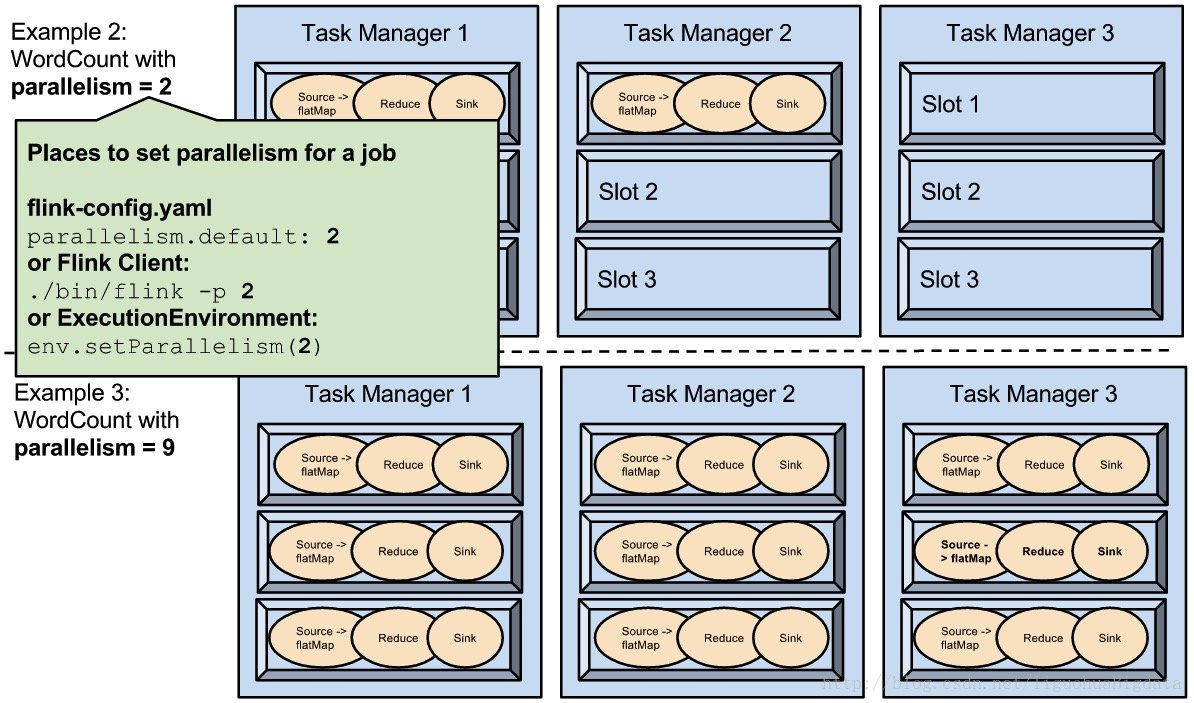 Example 2:
WordCount with
parallelism = 2
Task Manager 1
Source ->
flatMap
Reduce
Sink
Task Manager 2
Source ->
flatMap
Reduce
Sink
Slot 2
Slot 3
Task Manager 3
Slot 1
Slot 2
Slot 3
Places to set parallelism for a job
flink-config.yaml
parallelism.default: 2
or Flink Client:
./bin/flink -p 2
or ExecutionEnvironment:
env.setParallelism(2)
Example 3:
WordCount with
parallelism = 9
Task Manager 1
Source ->
flatMap
Reduce
Sink
Source ->
flatMap
Reduce
Sink
Source ->
flatMap
Reduce
Sink
Task Manager 2
Source ->
flatMap
Reduce
Sink
Source ->
flatMap
Reduce
Sink
Source ->
flatMap
Reduce
Sink
Task Manager 3
Source ->
flatMap
Reduce
Sink
Source -
> flatMap
Reduce
Sink
Source ->
flatMap
Reduce
Sink
http://blog.csdn.net/liguohuaBigdata